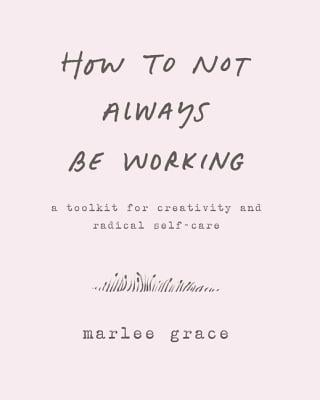 HOW TO NOT
ALWAYS
BE WORKING
a toolkit for creativity and
radical self-care
marlee grace